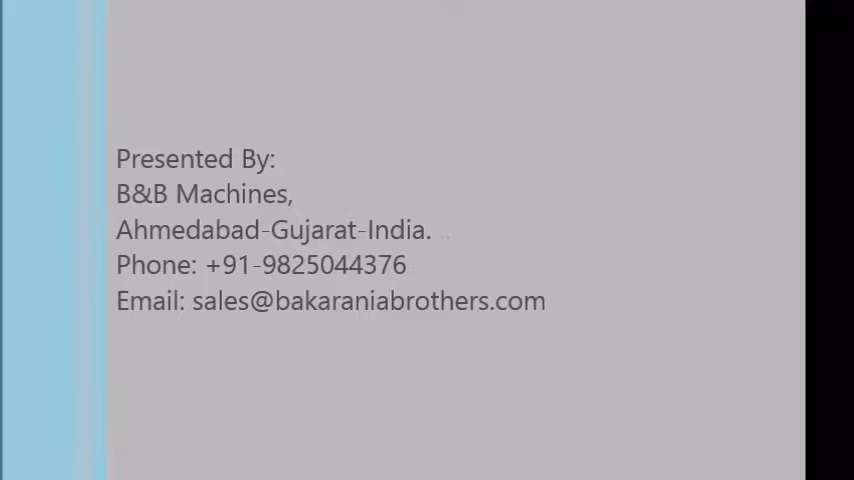 Presented By:
B&B Machines,
Ahmedabad-Gujarat-India.
Phone: +91-9825044376
Email: sales@bakaraniabrothers.com